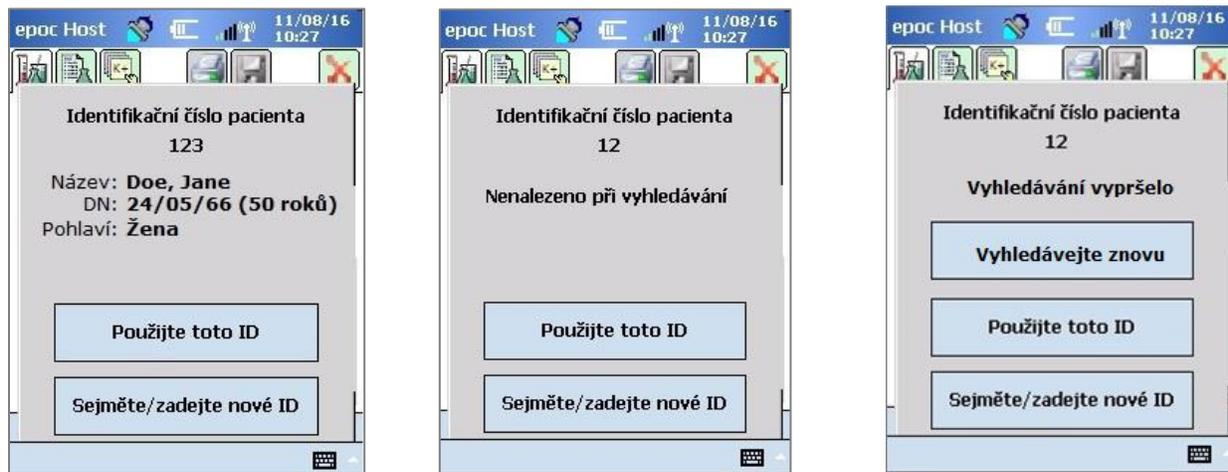 epoc Host
11/08/16
10:27
K+
Identifikační číslo pacienta
123
Název: Doe, Jane
DN: 24/05/66 (50 roků)
Pohlaví: Žena
Použijte toto ID
Sejměte/zadejte nové ID
epoc Host
11/08/16
10:27
K+
Identifikační číslo pacienta
12
Nenalezeno při vyhledávání
Použijte toto ID
Sejměte/zadejte nové ID
epoc Host
11/08/16
10:27
K+
Identifikační číslo pacienta
12
Vyhledávání vypršelo
Vyhledávejte znovu
Použijte toto ID
Sejměte/zadejte nové ID